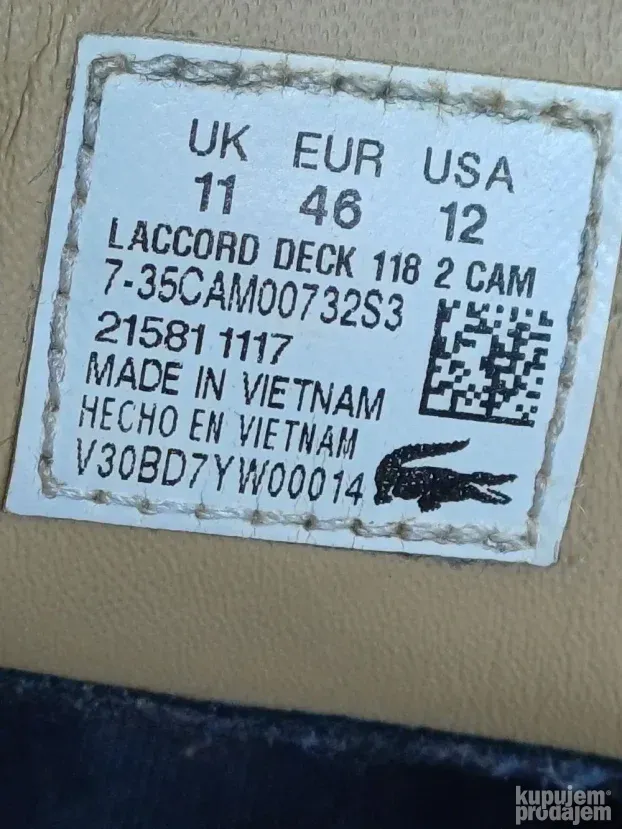 UK EUR USA
11 46 12
LACCORD DECK 118 2 CAM
7-35CAM00732S3
21581 1117
MADE IN VIETNAM
HECHO EN VIETNAM
V30BD7YW00014
kupujem
prodajem